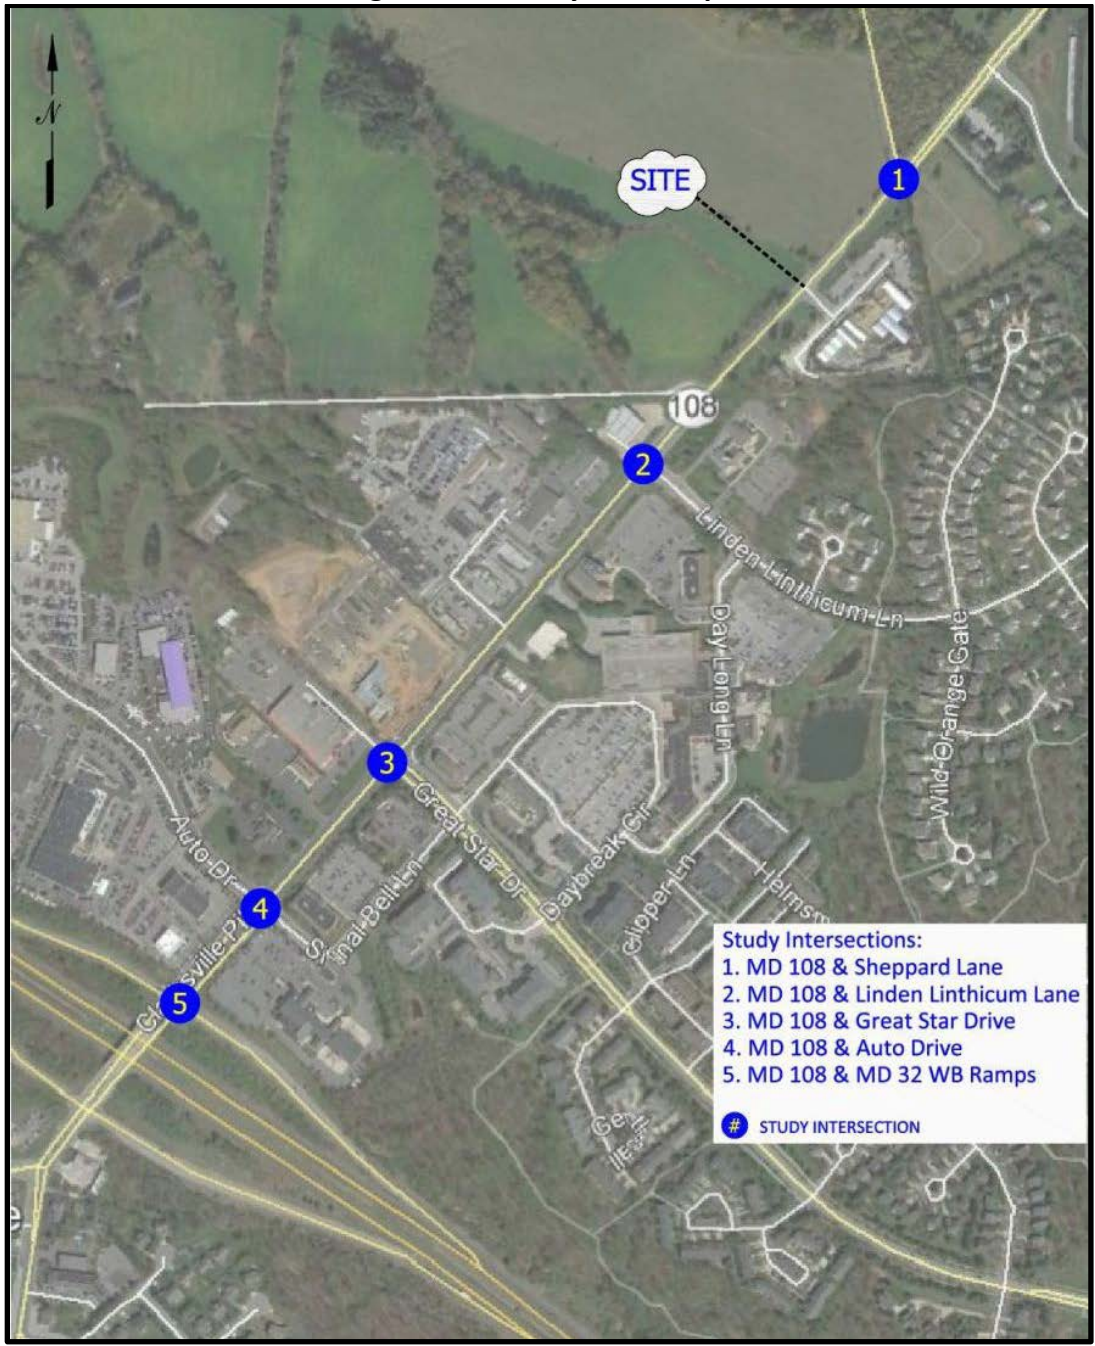 N
SITE
1
108
2
Linden Linthicum Ln
Day Long Ln
Wild Orange Gate
3
Great Star Dr
Auto Dr
Daybreak Cir
Clipper Ln
4
5
Study Intersections:
1. MD 108 & Sheppard Lane
2. MD 108 & Linden Linthicum Lane
3. MD 108 & Great Star Drive
4. MD 108 & Auto Drive
5. MD 108 & MD 32 WB Ramps
# STUDY INTERSECTION